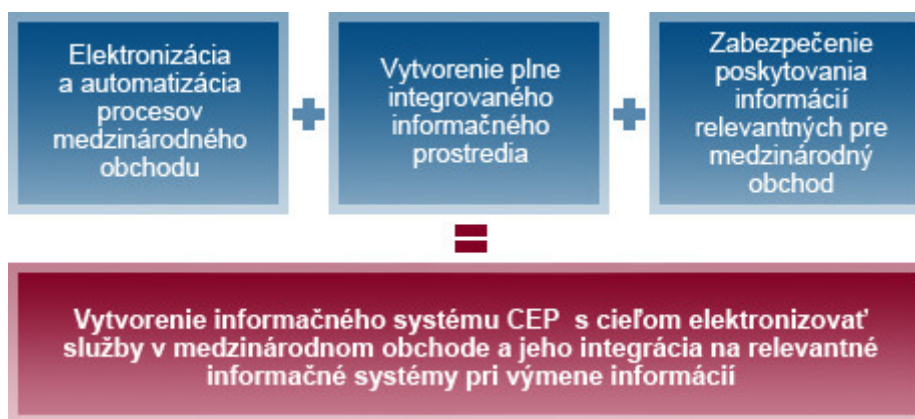 Elektronizácia
a automatizácia
procesov
medzinárodného
obchodu
Vytvorenie plne
integrovaného
informačného
prostredia
Zabezpečenie
poskytovania
informácií
relevantných pre
medzinárodný
obchod
Vytvorenie informačného systému CEP s cieľom elektronizovať
služby v medzinárodnom obchode a jeho integrácia na relevantné
informačné systémy pri výmene informácií